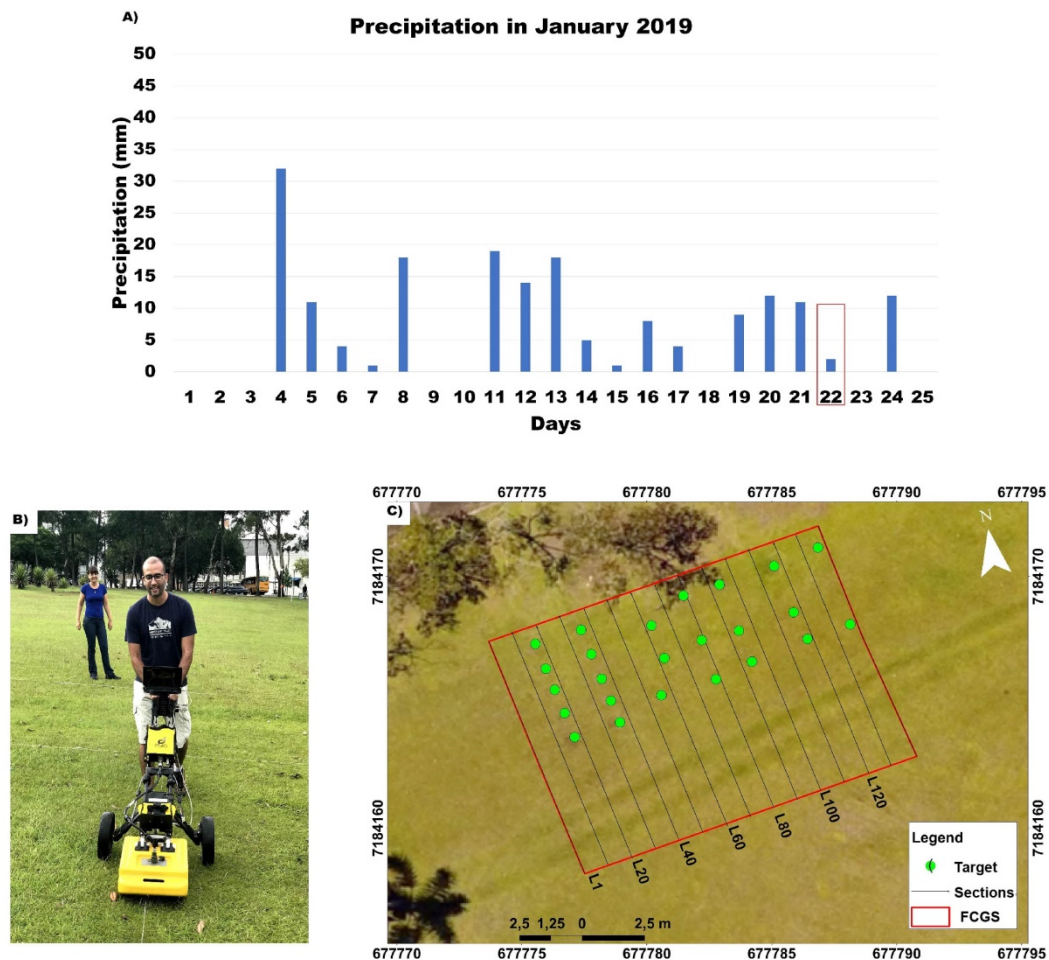 A)
Precipitation in January 2019
Precipitation (mm)
50
45
40
35
30
25
20
15
10
5
0
1 2 3 4 5 6 7 8 9 10 11 12 13 14 15 16 17 18 19 20 21 22 23 24 25
Days
B)
C)
677770 677775 677780 677785 677790 677795
N
7184170 7184170
7184160 7184160
L1 L20 L40 L60 L80 L100 L120
Legend
Target
Sections
FCGS
2,5 1,25 0 2,5 m
677770 677775 677780 677785 677790 677795